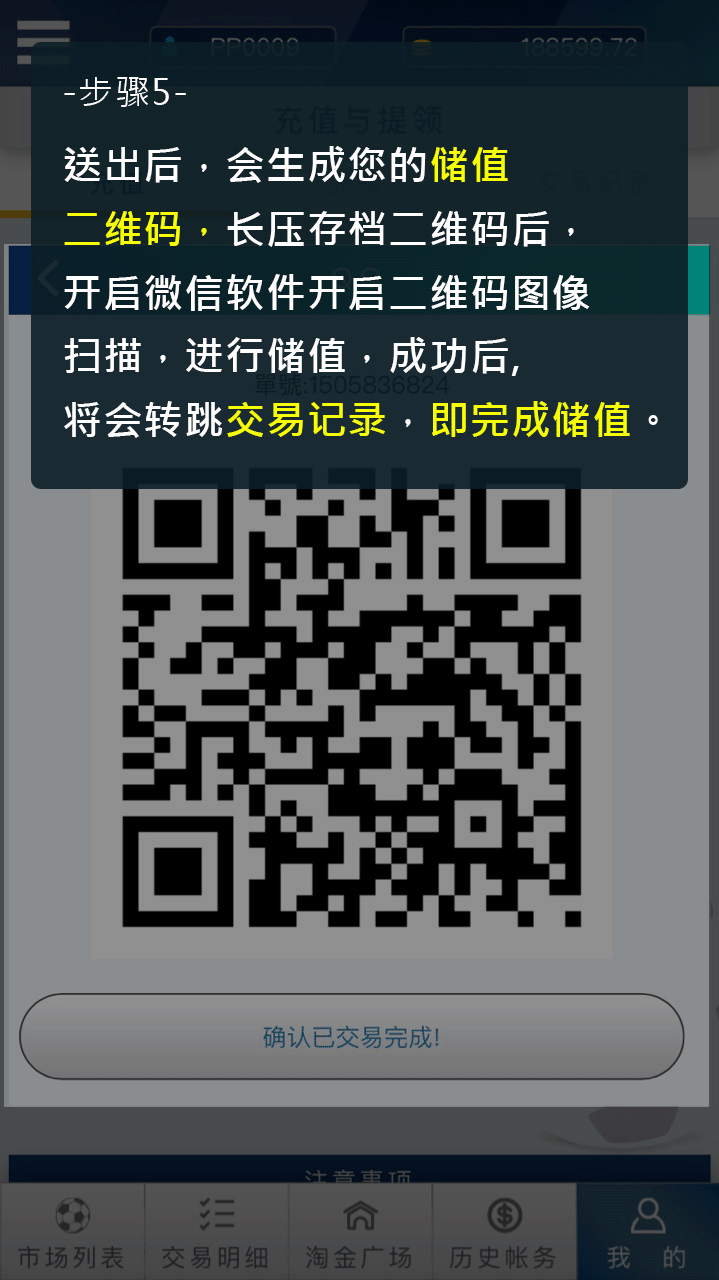 PP0009
188599.72
-步骤5-
充值与提领
送出后，会生成您的储值
二维码，长压存档二维码后，
开启微信软件开启二维码图像
扫描，进行储值，成功后,
單號:1505836824
将会转跳交易记录，即完成储值。
确认已交易完成!
注意事项
市场列表
交易明细
淘金广场
历史帐务
我 的